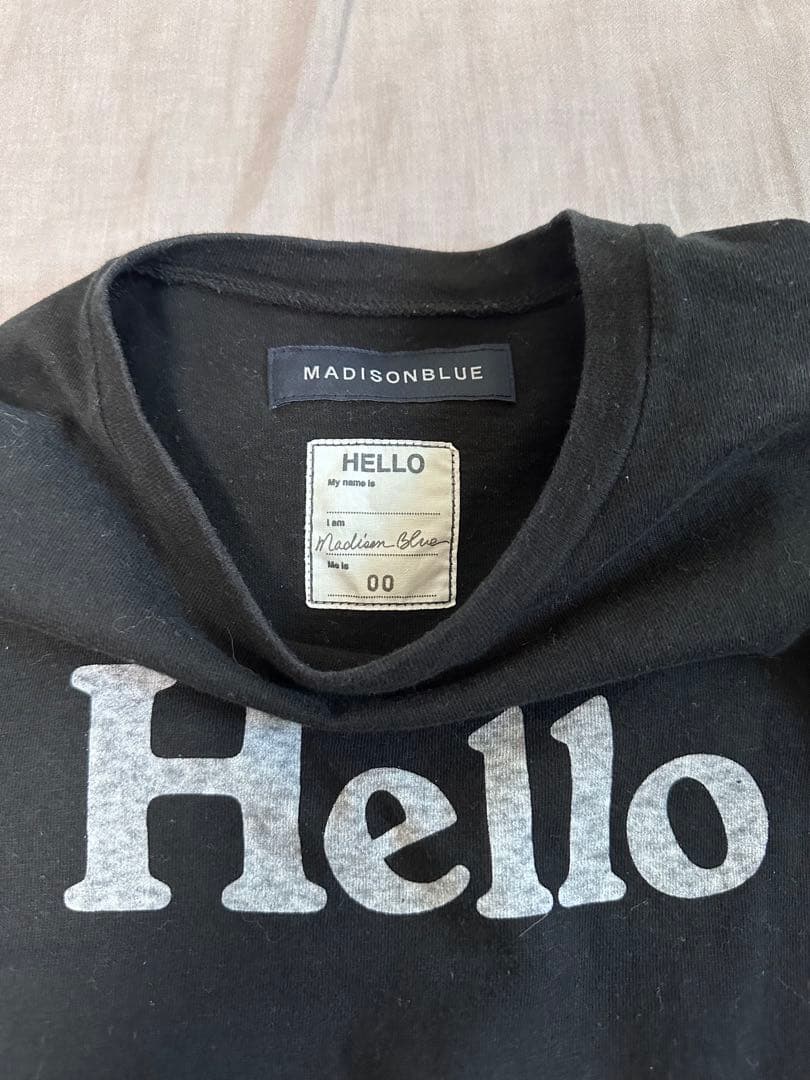 MADISONBLUE
HELLO
My name is
I am
Madison Blue
Me is
00
Hello